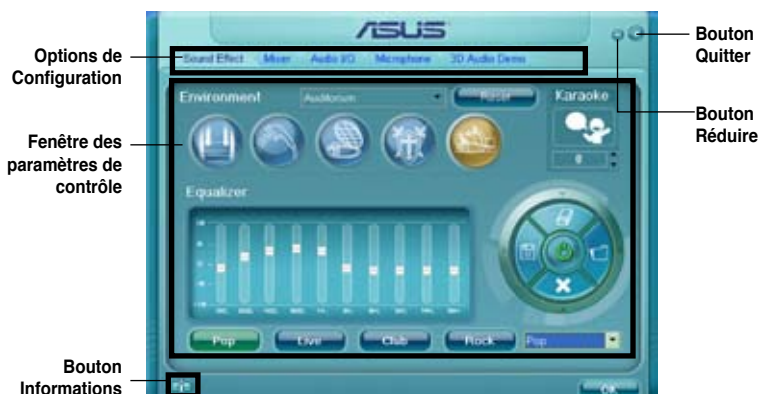 ASUS
Bouton
Quitter
Options de
Configuration
Sound Effect Mixer Audio I/O Microphone 3D Audio Demo
Environment Auditorium Reset Karaoke
Bouton
Réduire
Fenêtre des
paramètres de
contrôle
0
Equalizer
Pop Live Club Rock Pop
Bouton
Informations
OK